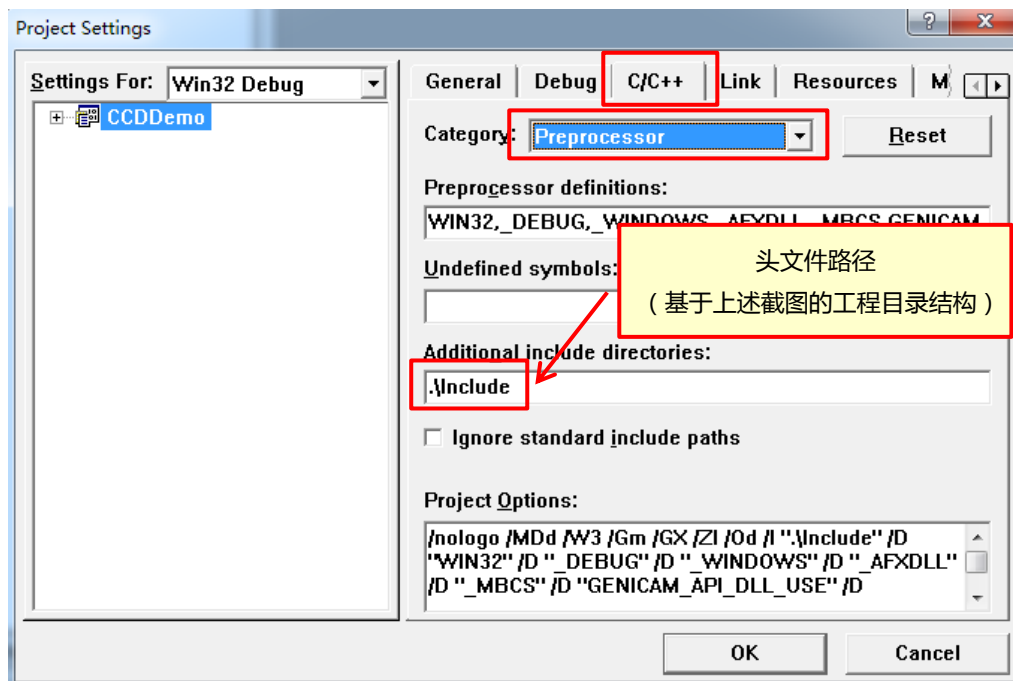 Project Settings
Settings For: Win32 Debug
CCDDemo
General Debug C/C++ Link Resources M
Category: Preprocessor Reset
Preprocessor definitions:
WIN32,_DEBUG,_WINDOWS,_AFXDLL,_MBCS,GENICAM
头文件路径
（基于上述截图的工程目录结构）
Undefined symbols:
Additional include directories:
.\Include
Ignore standard include paths
Project Options:
/nologo /MDd /W3 /Gm /GX /ZI /Od /I ".\Include" /D
"WIN32" /D "_DEBUG" /D "_WINDOWS" /D "_AFXDLL"
/D "_MBCS" /D "GENICAM_API_DLL_USE" /D
OK Cancel